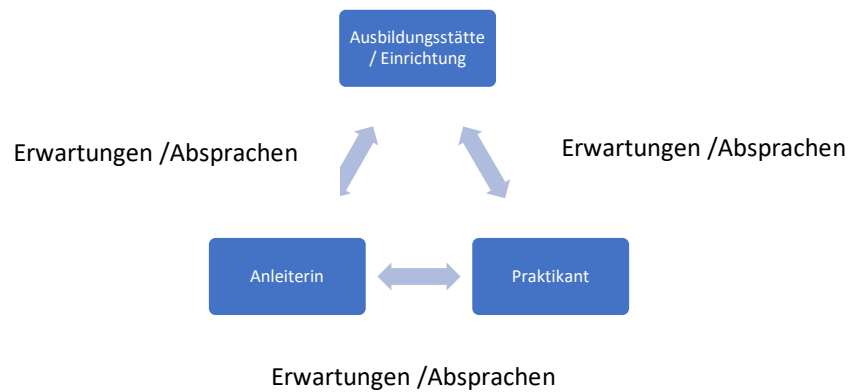 Ausbildungsstätte
/ Einrichtung
Erwartungen /Absprachen
Erwartungen /Absprachen
Anleiterin
Praktikant
Erwartungen /Absprachen